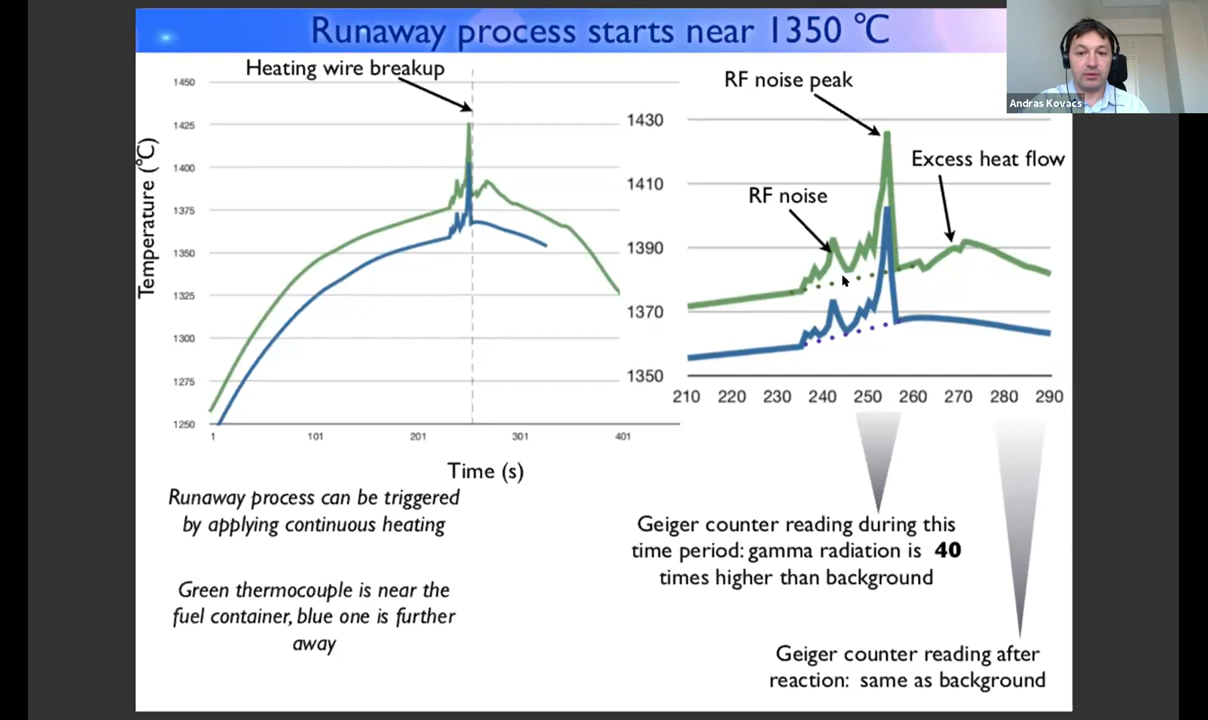 Runaway process starts near 1350 ℃
Andras Kovacs
Heating wire breakup
Temperature (℃)
1450
1425
1400
1375
1350
1325
1300
1275
1250
1
101
201
301
401
Time (s)
RF noise peak
Excess heat flow
RF noise
1430
1410
1390
1370
1350
210 220 230 240 250 260 270 280 290
Runaway process can be triggered
by applying continuous heating
Green thermocouple is near the
fuel container, blue one is further
away
Geiger counter reading during this
time period: gamma radiation is 40
times higher than background
Geiger counter reading after
reaction: same as background